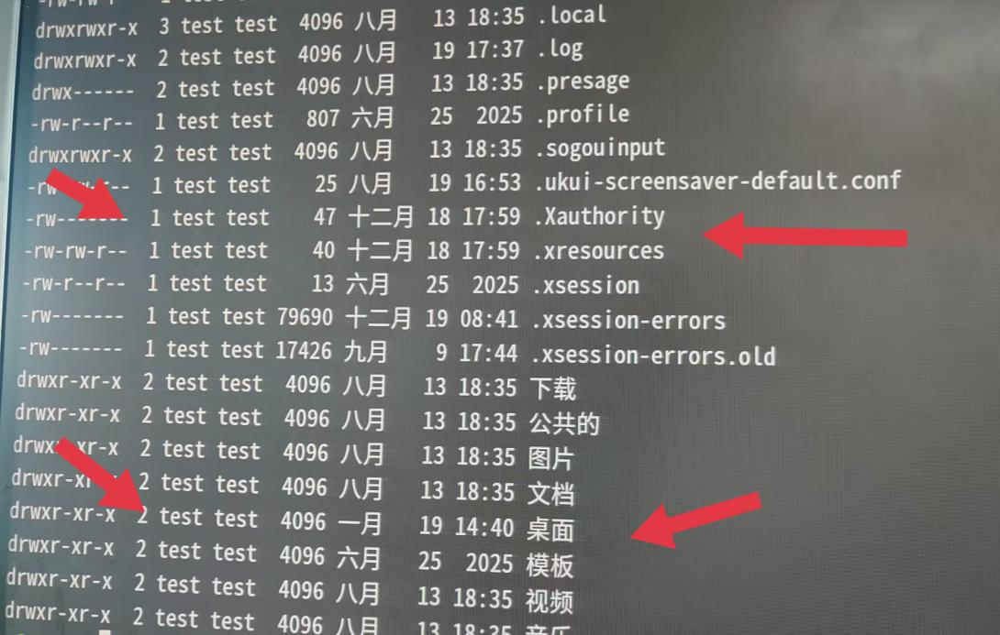 drwxrwxr-x 3 test test 4096 八月 13 18:35 .local
drwxrwxr-x 2 test test 4096 八月 19 17:37 .log
drwx------ 2 test test 4096 八月 13 18:35 .presage
-rw-r--r-- 1 test test 807 六月 25 2025 .profile
drwxrwxr-x 2 test test 4096 八月 13 18:35 .sogouinput
1 test test 25 八月 19 16:53 .ukui-screensaver-default.conf
-rw------- 1 test test 47 十二月 18 17:59 .Xauthority
-rw-rw-r-- 1 test test 40 十二月 18 17:59 .xresources
-rw-r--r-- 1 test test 13 六月 25 2025 .xsession
-rw------- 1 test test 79690 十二月 19 08:41 .xsession-errors
-rw------- 1 test test 17426 九月 9 17:44 .xsession-errors.old
drwxr-xr-x 2 test test 4096 八月 13 18:35 下载
drwxr-xr-x 2 test test 4096 八月 13 18:35 公共的
drwxr-xr-x 2 test test 4096 八月 13 18:35 图片
2 test test 4096 八月 13 18:35 文档
drwxr-xr-x 2 test test 4096 一月 19 14:40 桌面
drwxr-xr-x 2 test test 4096 六月 25 2025 模板
drwxr-xr-x 2 test test 4096 八月 13 18:35 视频
drwxr-xr-x 2 test test 4096 八月 13 18:35 音乐